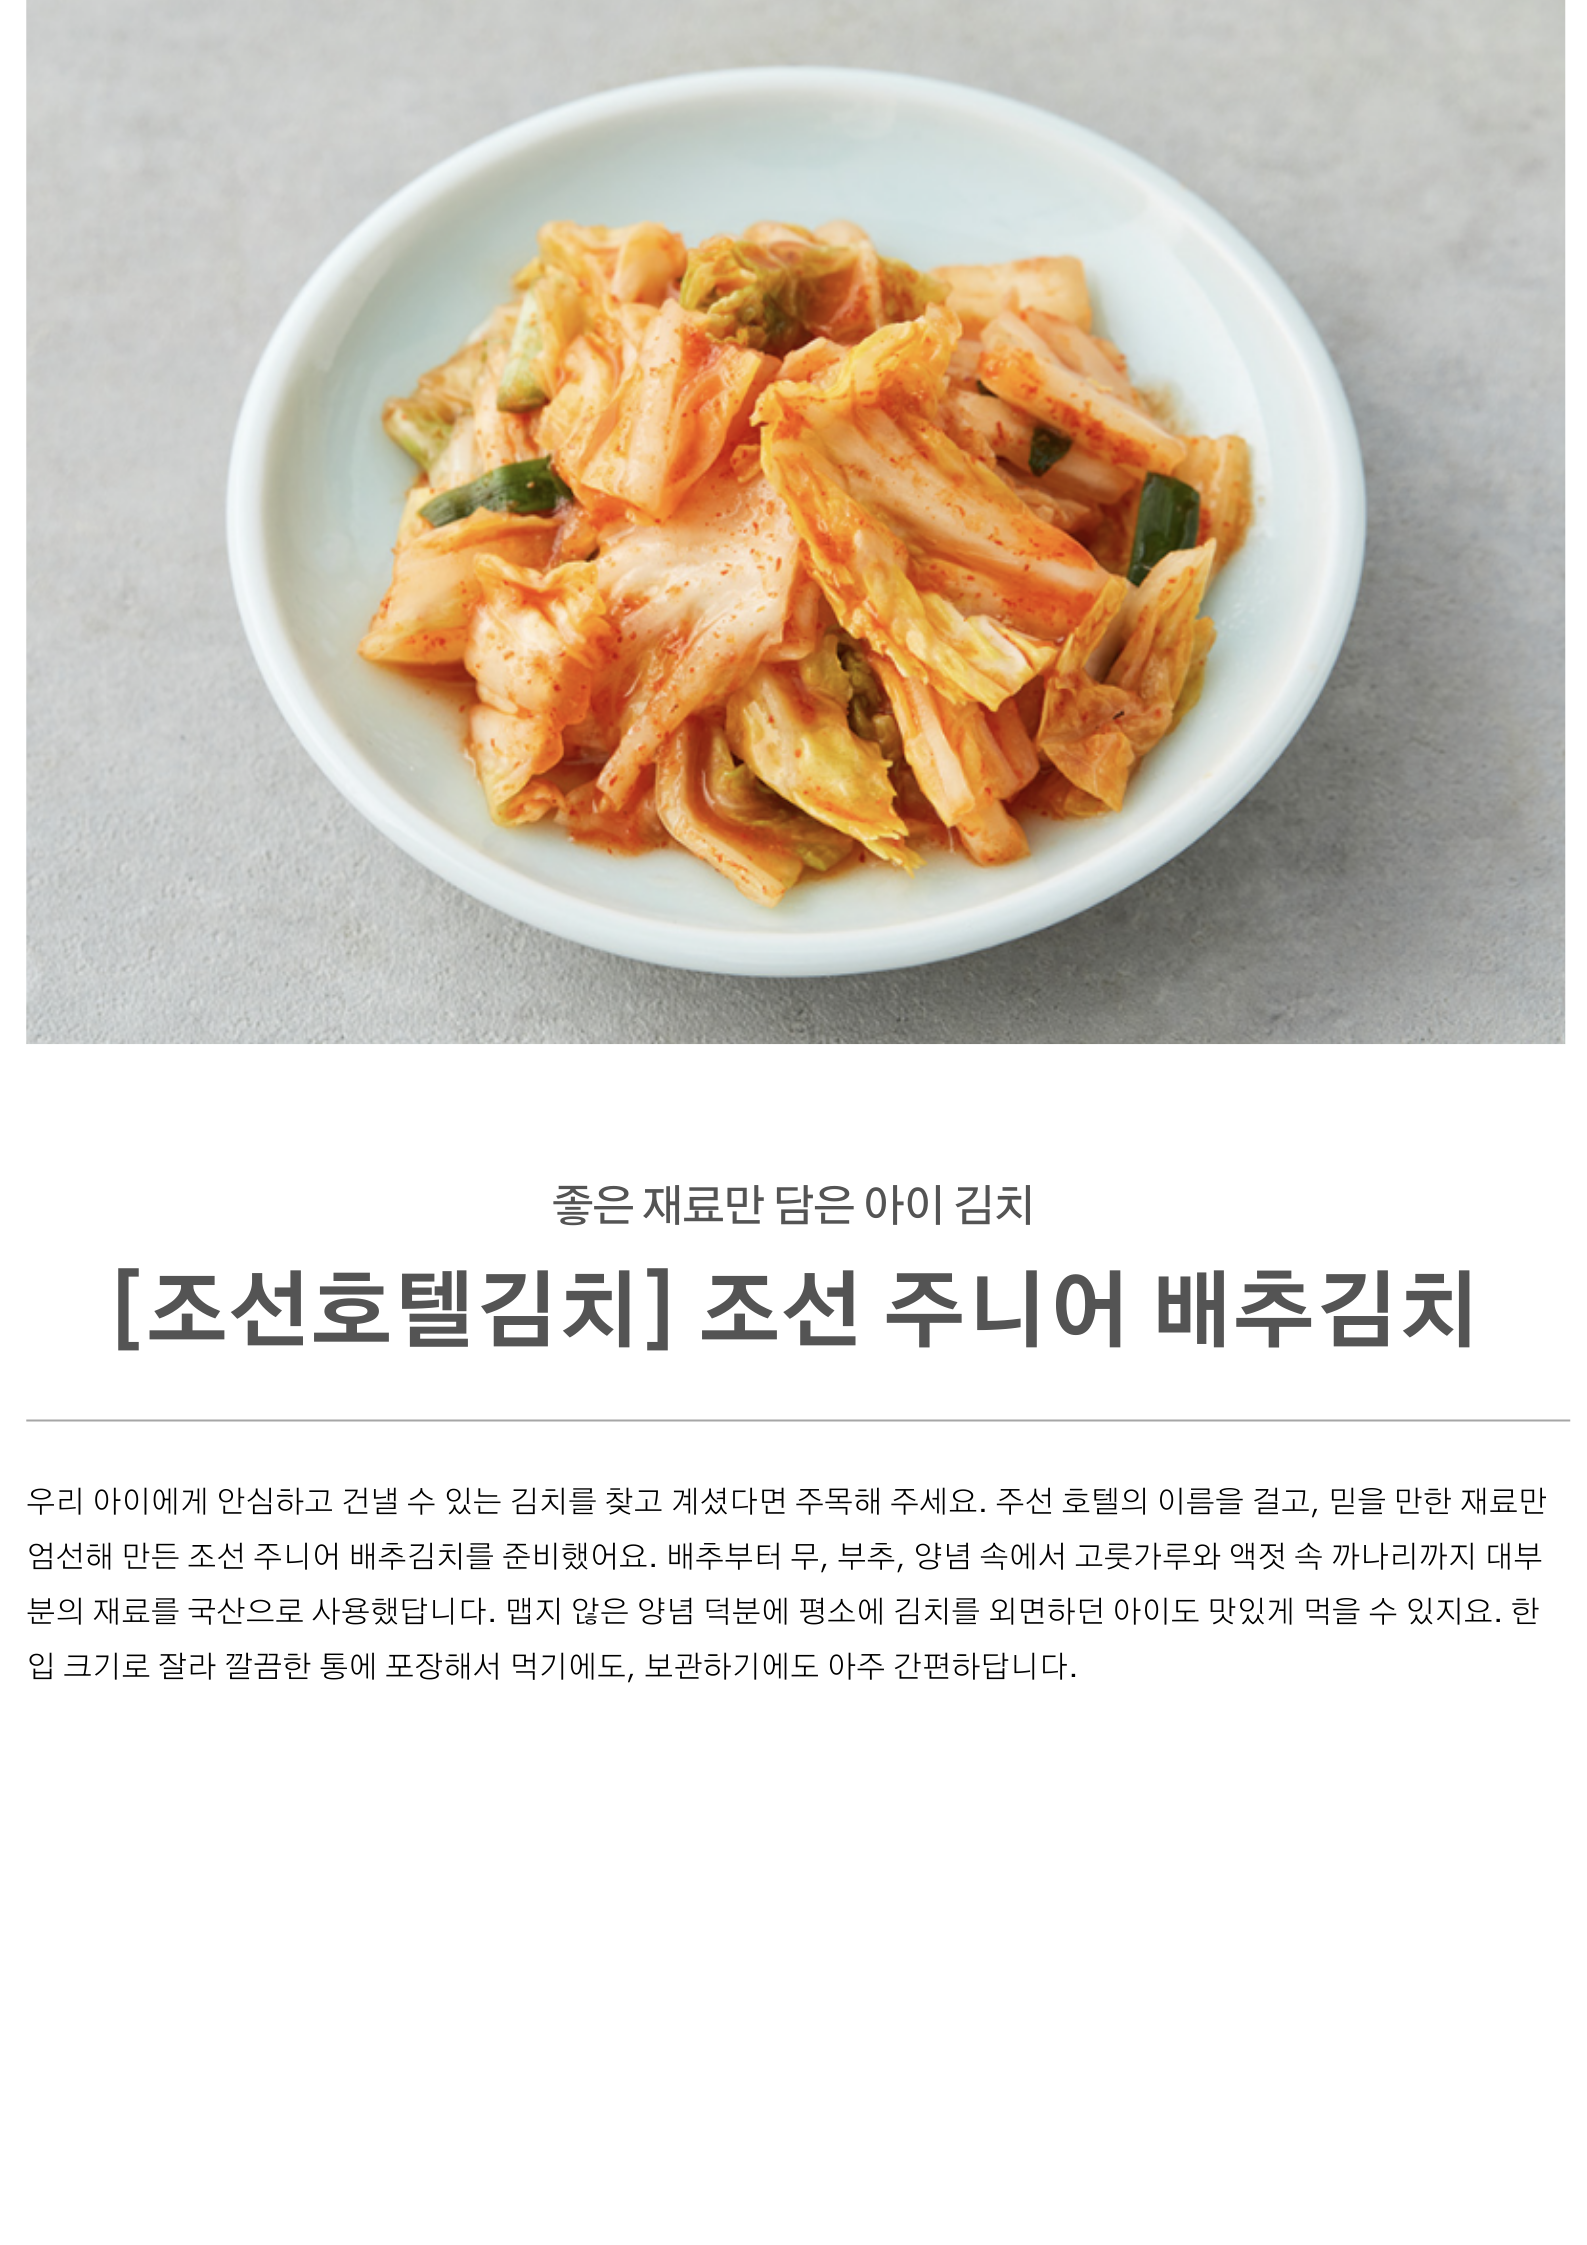 좋은 재료만 담은 아이 김치
[조선호텔김치] 조선 주니어 배추김치
우리 아이에게 안심하고 건낼 수 있는 김치를 찾고 계셨다면 주목해 주세요. 주선 호텔의 이름을 걸고, 믿을 만한 재료만
엄선해 만든 조선 주니어 배추김치를 준비했어요. 배추부터 무, 부추, 양념 속에서 고룻가루와 액젓 속 까나리까지 대부
분의 재료를 국산으로 사용했답니다. 맵지 않은 양념 덕분에 평소에 김치를 외면하던 아이도 맛있게 먹을 수 있지요. 한
입 크기로 잘라 깔끔한 통에 포장해서 먹기에도, 보관하기에도 아주 간편하답니다.